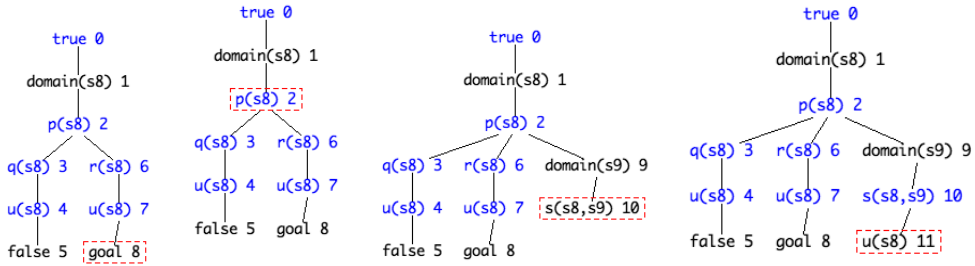 true 0
domain(s8) 1
p(s8) 2
q(s8) 3 r(s8) 6
u(s8) 4 u(s8) 7
false 5 goal 8
true 0
domain(s8) 1
p(s8) 2
q(s8) 3 r(s8) 6
u(s8) 4 u(s8) 7
false 5 goal 8
true 0
domain(s8) 1
p(s8) 2
q(s8) 3 r(s8) 6 domain(s9) 9
u(s8) 4 u(s8) 7 s(s8,s9) 10
false 5 goal 8
true 0
domain(s8) 1
p(s8) 2
q(s8) 3 r(s8) 6 domain(s9) 9
u(s8) 4 u(s8) 7 s(s8,s9) 10
false 5 goal 8 u(s8) 11